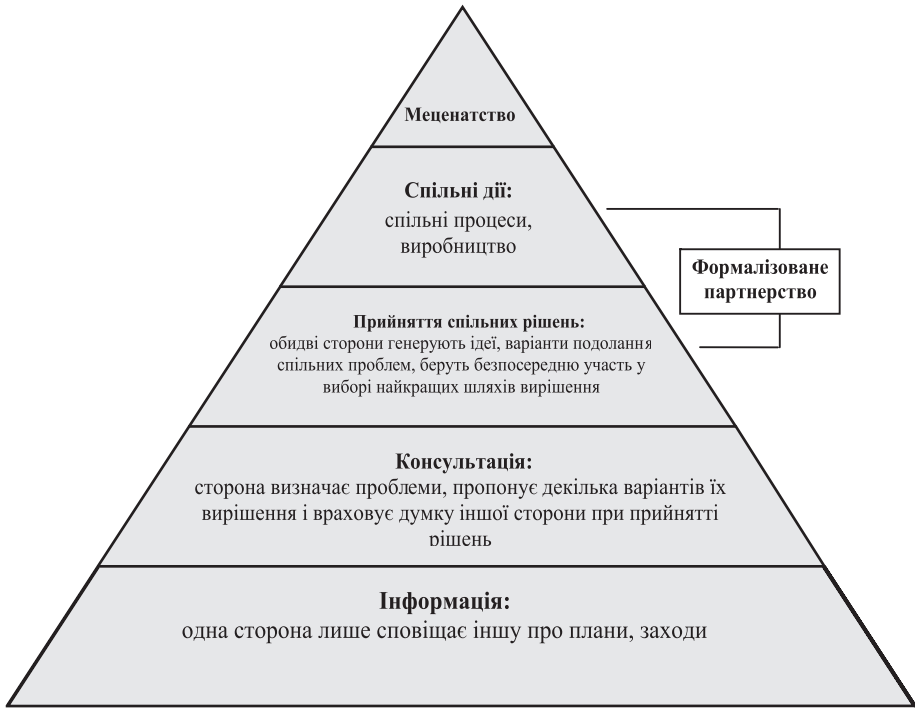 Меценатство
Спільні дії:
спільні процеси,
виробництво
Формалізоване
партнерство
Прийняття спільних рішень:
обидві сторони генерують ідеї, варіанти подолання
спільних проблем, беруть безпосередню участь у
виборі найкращих шляхів вирішення
Консультація:
сторона визначає проблеми, пропонує декілька варіантів їх
вирішення і враховує думку іншої сторони при прийнятті
рішень
Інформація:
одна сторона лише сповіщає іншу про плани, заходи